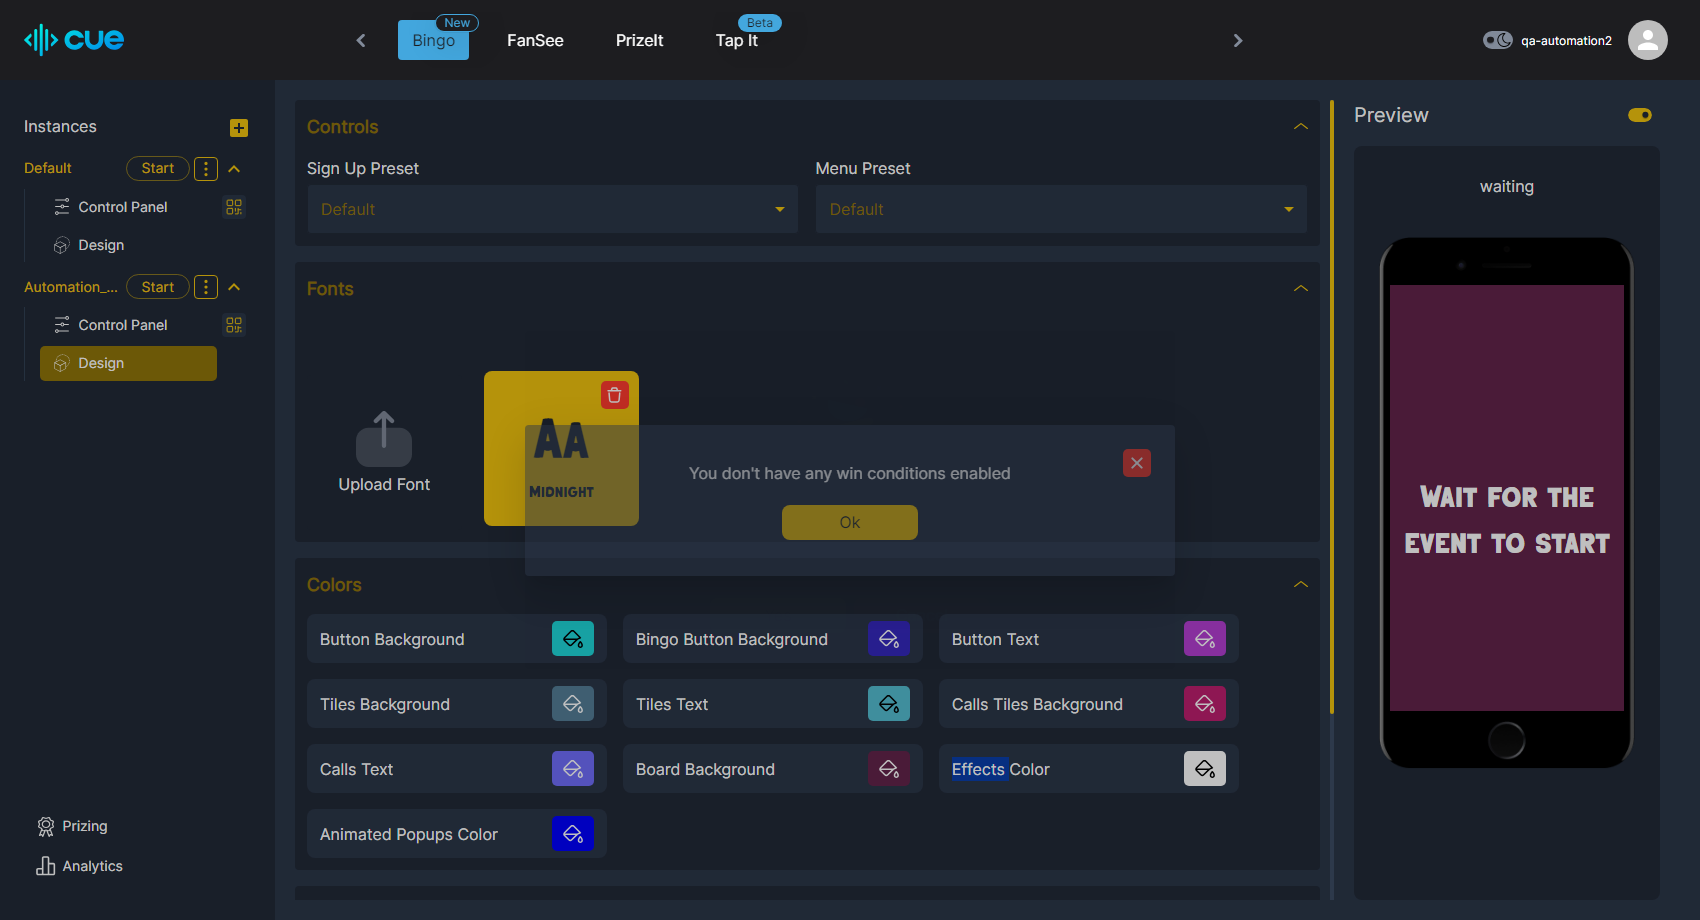 cue
New
Bingo
FanSee
PrizeIt
Beta
Tap It
qa-automation2
Instances
Default
Start
Control Panel
Design
Automation_...
Start
Control Panel
Design
Prizing
Analytics
Controls
Sign Up Preset
Menu Preset
Default
Default
Fonts
Upload Font
AA
Midnight
You don't have any win conditions enabled
Ok
Colors
Button Background
Bingo Button Background
Button Text
Tiles Background
Tiles Text
Calls Tiles Background
Calls Text
Board Background
Effects Color
Animated Popups Color
Preview
waiting
Wait for the
event to start